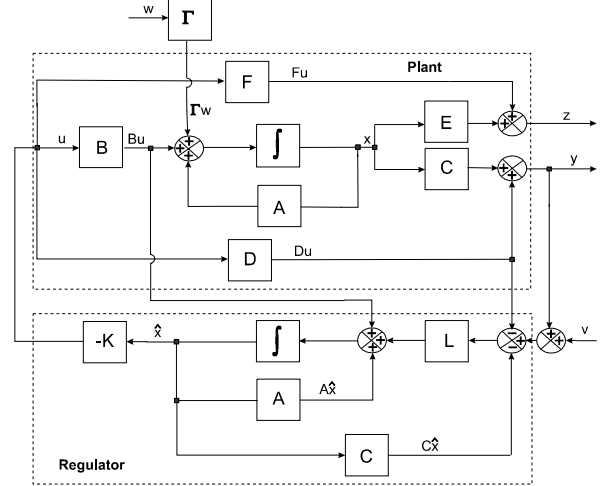 w
Γ
Plant
F
Fu
Γw
z
E
u
B
Bu
∫
x
C
y
A
D
Du
v
-K
x̂
∫
L
A
Ax̂
C
Cx̂
Regulator